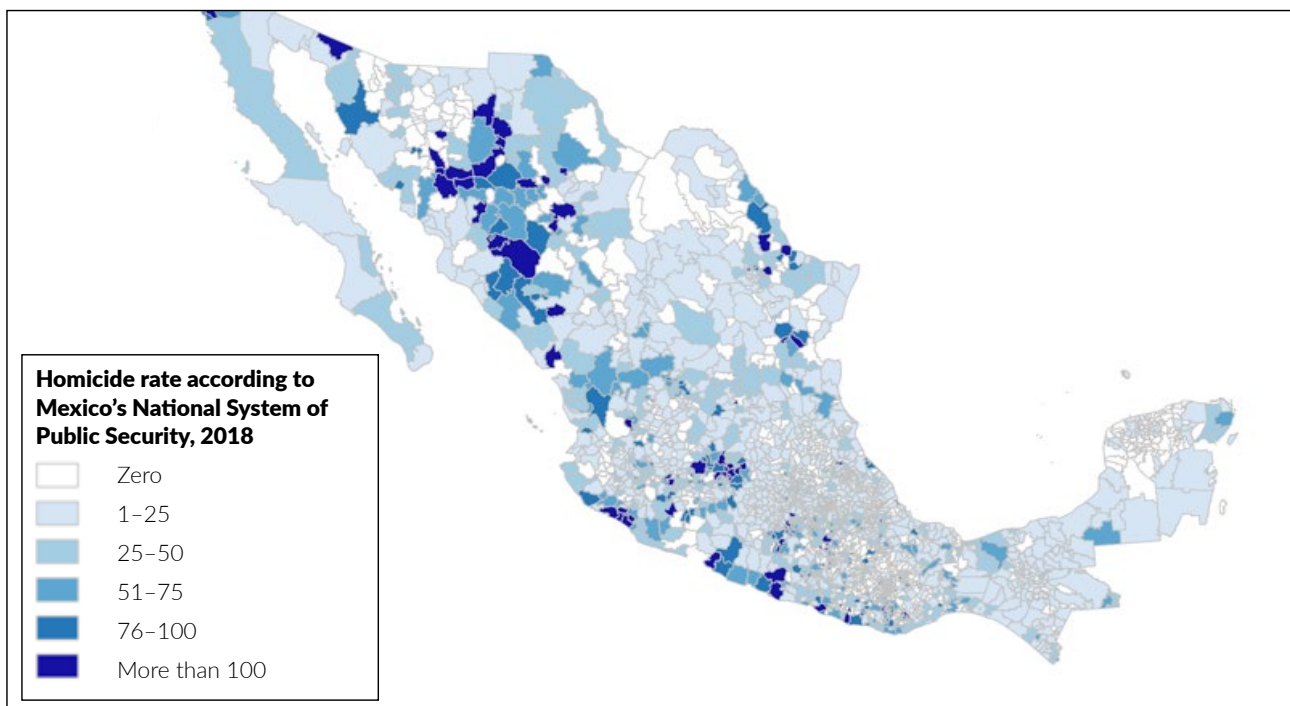 Homicide rate according to
Mexico’s National System of
Public Security, 2018
Zero
1–25
25–50
51–75
76–100
More than 100